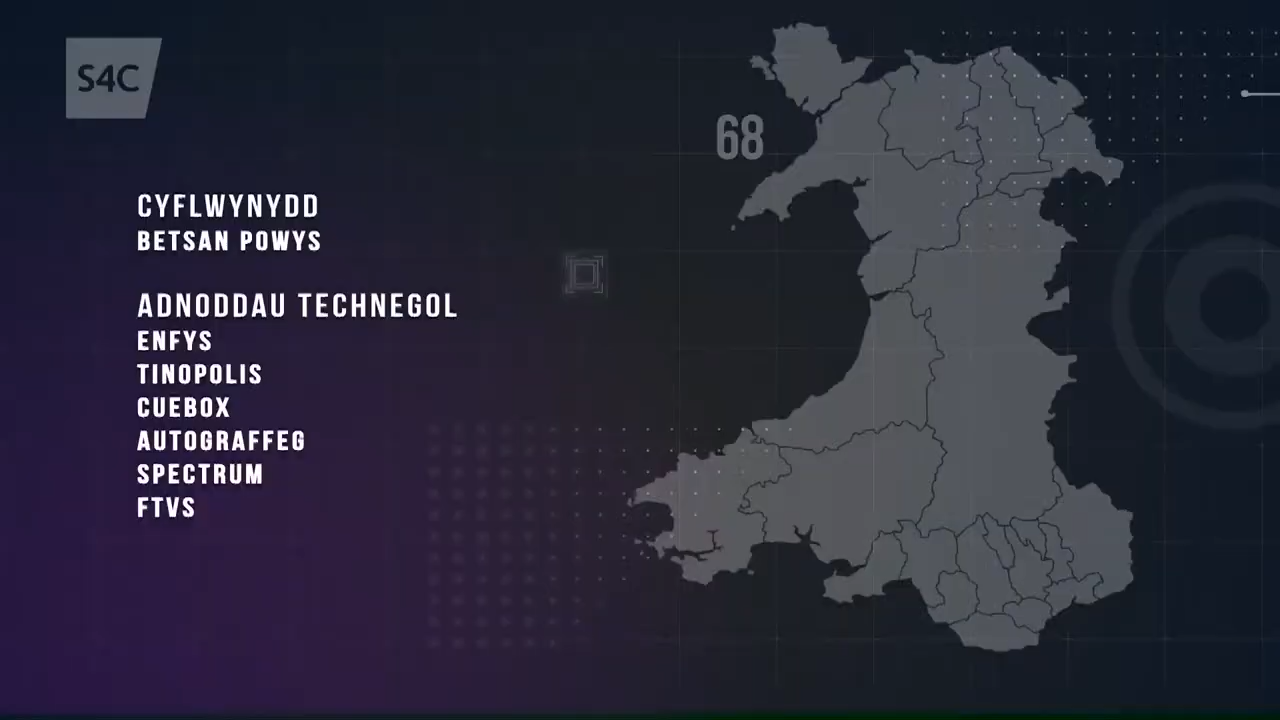 S4C
68
CYFLWYNYDD
BETSAN POWYS
ADNODDAU TECHNEGOL
ENFYS
TINOPOLIS
CUEBOX
AUTOGRAFFEG
SPECTRUM
FTVS